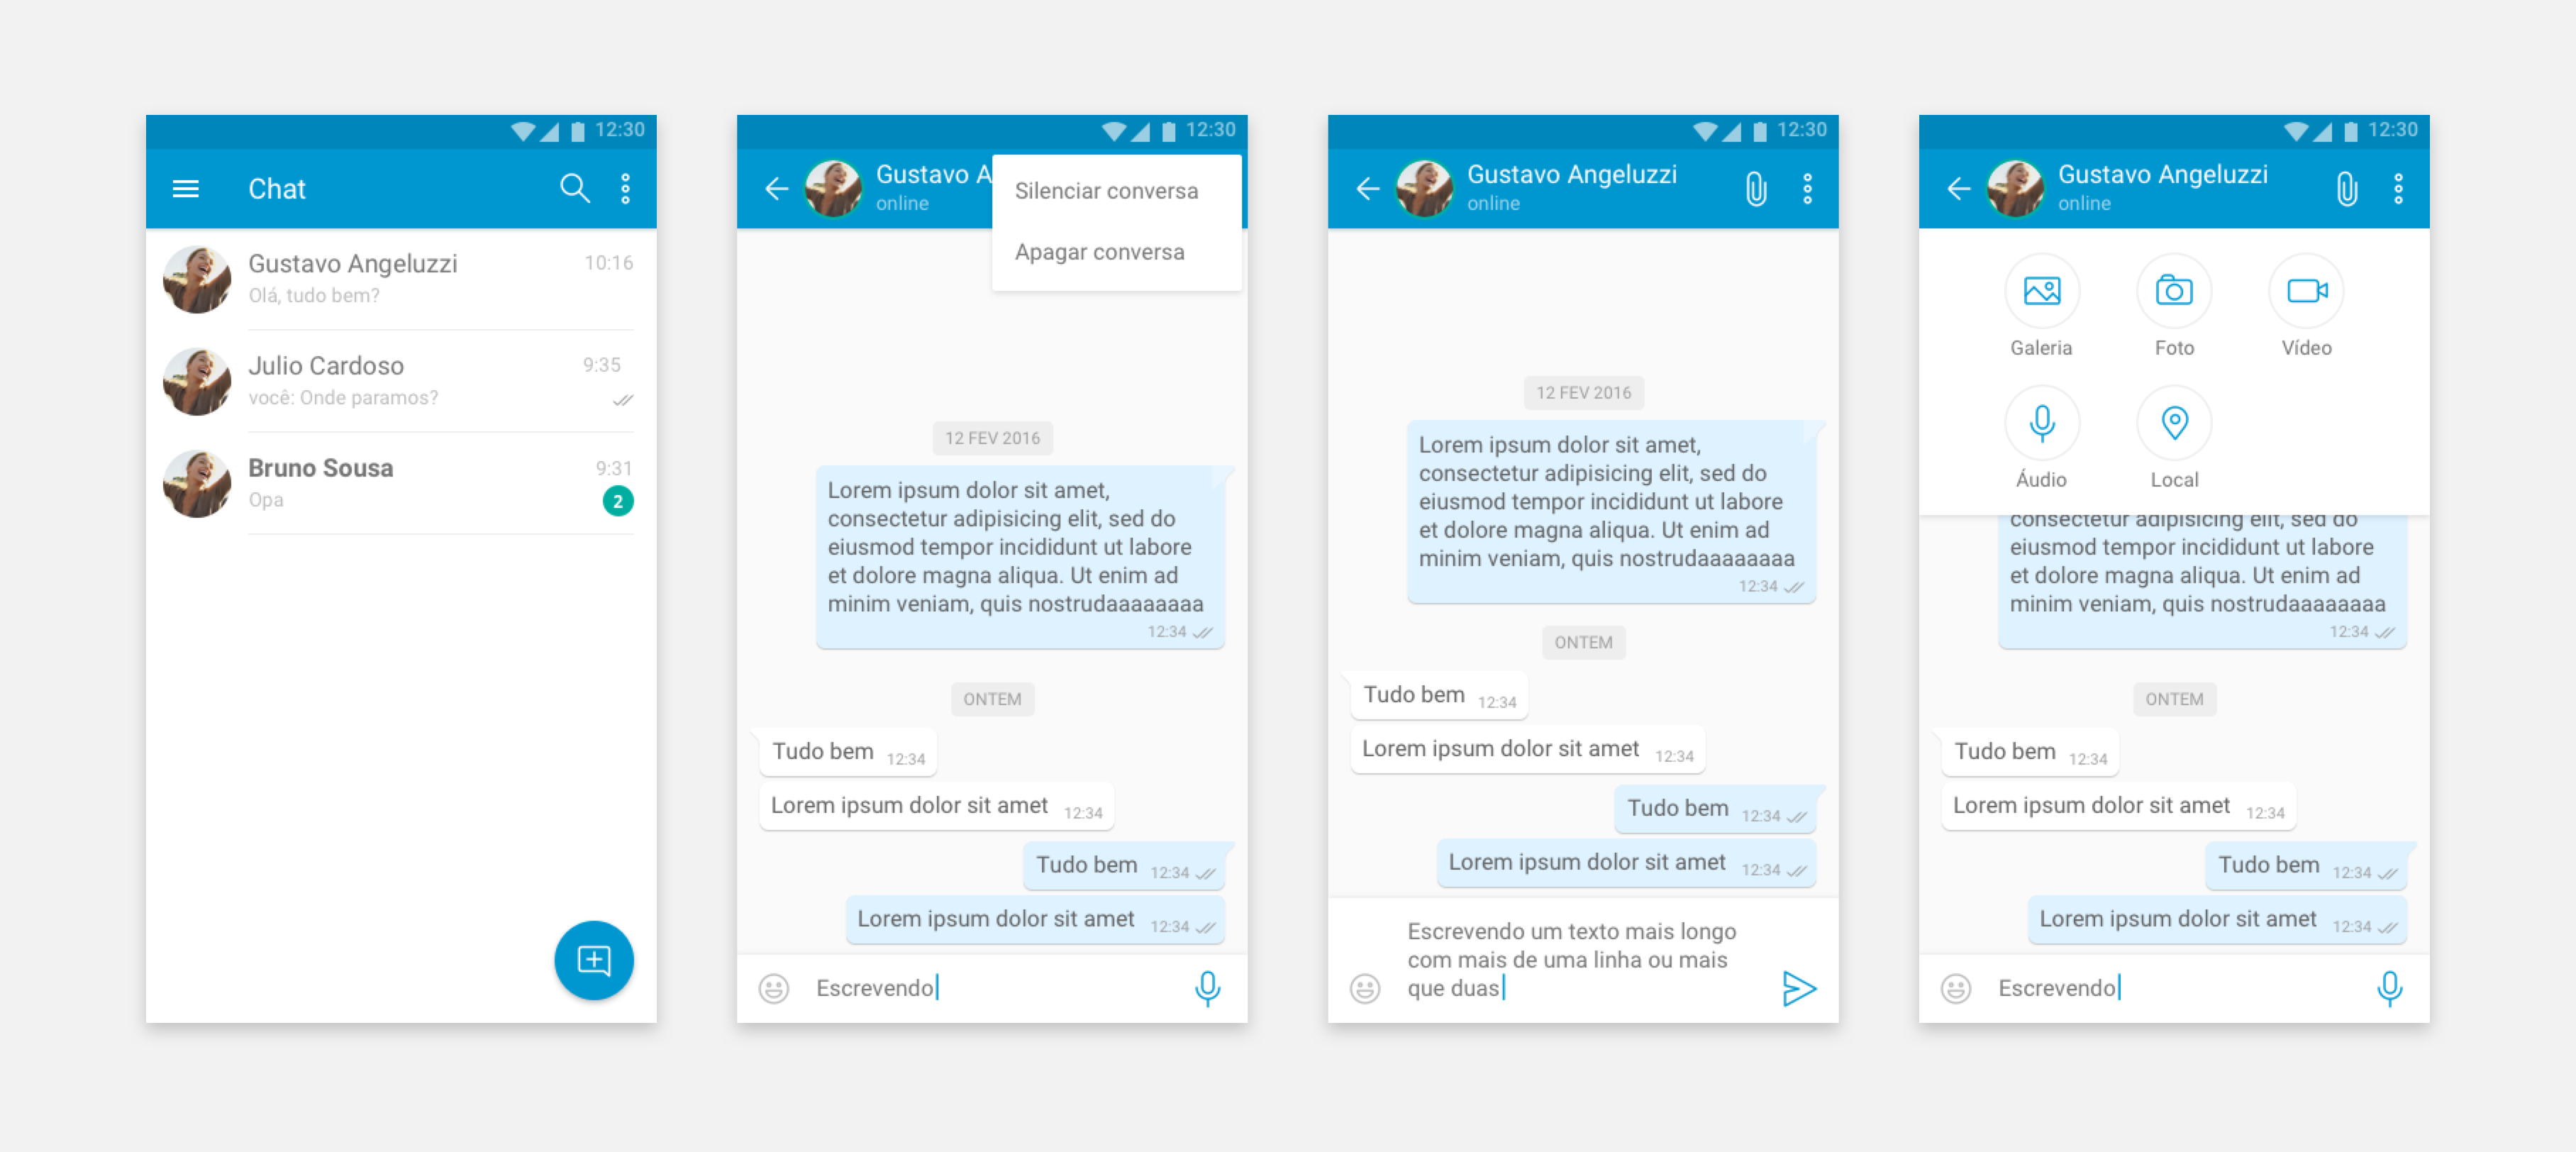 12:30
Chat
Gustavo Angeluzzi 10:16
Olá, tudo bem?
Julio Cardoso 9:35
você: Onde paramos?
Bruno Sousa 9:31
Opa 2
12:30
Gustavo A
online
Silenciar conversa
Apagar conversa
12 FEV 2016
Lorem ipsum dolor sit amet,
consectetur adipisicing elit, sed do
eiusmod tempor incididunt ut labore
et dolore magna aliqua. Ut enim ad
minim veniam, quis nostrudaaaaaaaa
12:34
ONTEM
Tudo bem 12:34
Lorem ipsum dolor sit amet 12:34
Tudo bem 12:34
Lorem ipsum dolor sit amet 12:34
Escrevendo
12:30
Gustavo Angeluzzi
online
12 FEV 2016
Lorem ipsum dolor sit amet,
consectetur adipisicing elit, sed do
eiusmod tempor incididunt ut labore
et dolore magna aliqua. Ut enim ad
minim veniam, quis nostrudaaaaaaaa
12:34
ONTEM
Tudo bem 12:34
Lorem ipsum dolor sit amet 12:34
Tudo bem 12:34
Lorem ipsum dolor sit amet 12:34
Escrevendo um texto mais longo
com mais de uma linha ou mais
que duas
12:30
Gustavo Angeluzzi
online
Galeria Foto Vídeo
Áudio Local
consectetur adipisicing elit, sed do
eiusmod tempor incididunt ut labore
et dolore magna aliqua. Ut enim ad
minim veniam, quis nostrudaaaaaaaa
12:34
ONTEM
Tudo bem 12:34
Lorem ipsum dolor sit amet 12:34
Tudo bem 12:34
Lorem ipsum dolor sit amet 12:34
Escrevendo